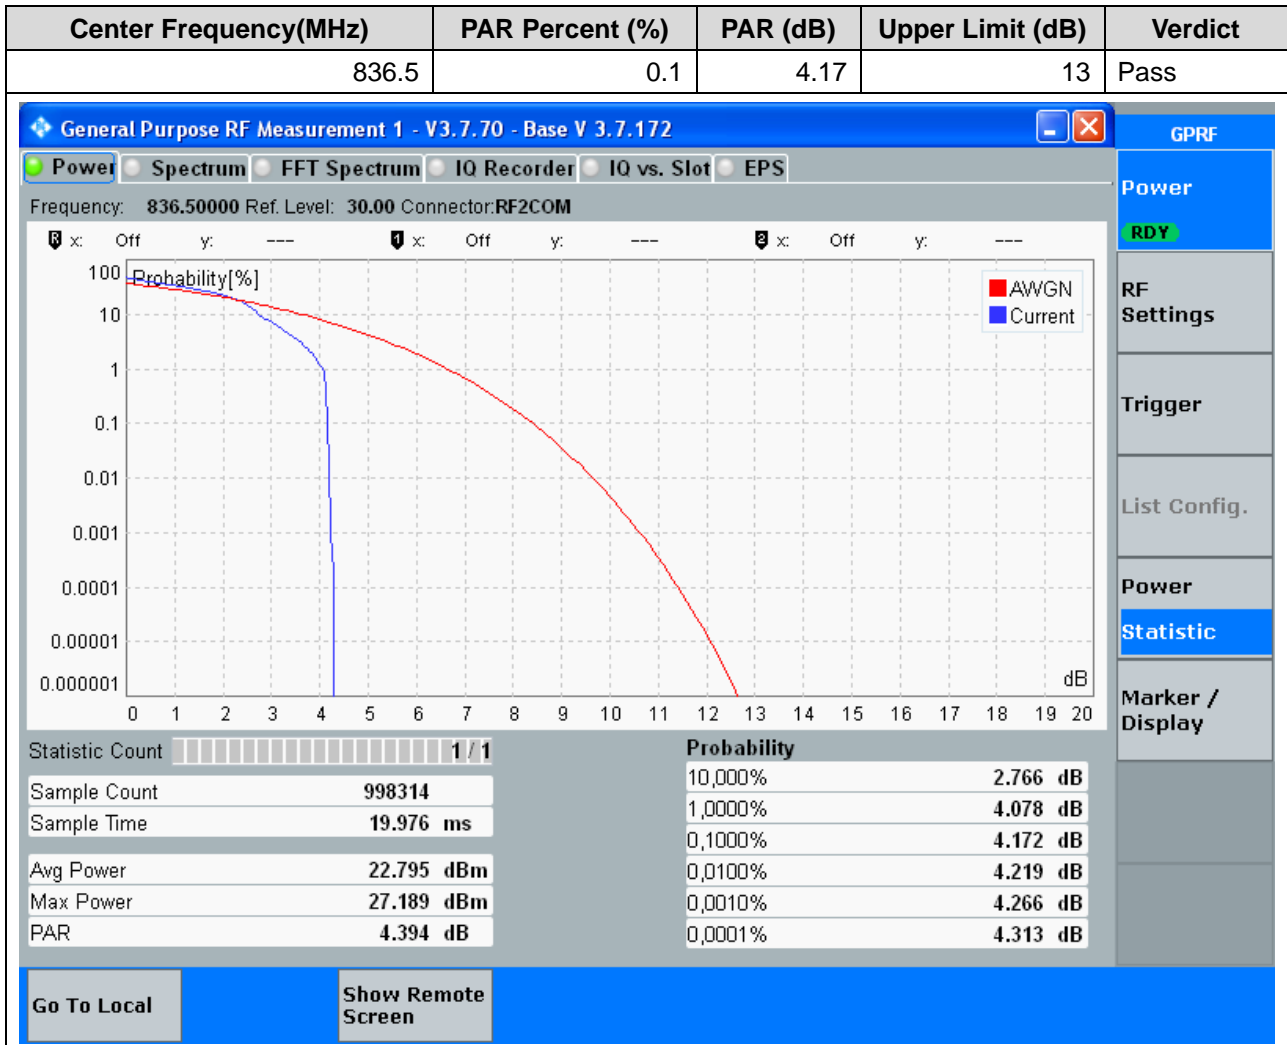 Center Frequency(MHz) PAR Percent (%) PAR (dB) Upper Limit (dB) Verdict
836.5 0.1 4.17 13 Pass
General Purpose RF Measurement 1 - V3.7.70 - Base V 3.7.172
GPRF
Power Spectrum FFT Spectrum IQ Recorder IQ vs. Slot EPS
Power
RDY
Frequency: 836.50000 Ref. Level: 30.00 Connector:RF2COM
R x: Off y: --- 1 x: Off y: --- 2 x: Off y: ---
Probability[%]
AWGN
Current
100
10
1
0.1
0.01
0.001
0.0001
0.00001
0.000001
dB
0 1 2 3 4 5 6 7 8 9 10 11 12 13 14 15 16 17 18 19 20
RF
Settings
Trigger
List Config.
Power
Statistic
Marker /
Display
Statistic Count 1 / 1
Sample Count 998314
Sample Time 19.976 ms
Avg Power 22.795 dBm
Max Power 27.189 dBm
PAR 4.394 dB
Probability
10,000% 2.766 dB
1,0000% 4.078 dB
0,1000% 4.172 dB
0,0100% 4.219 dB
0,0010% 4.266 dB
0,0001% 4.313 dB
Go To Local
Show Remote
Screen